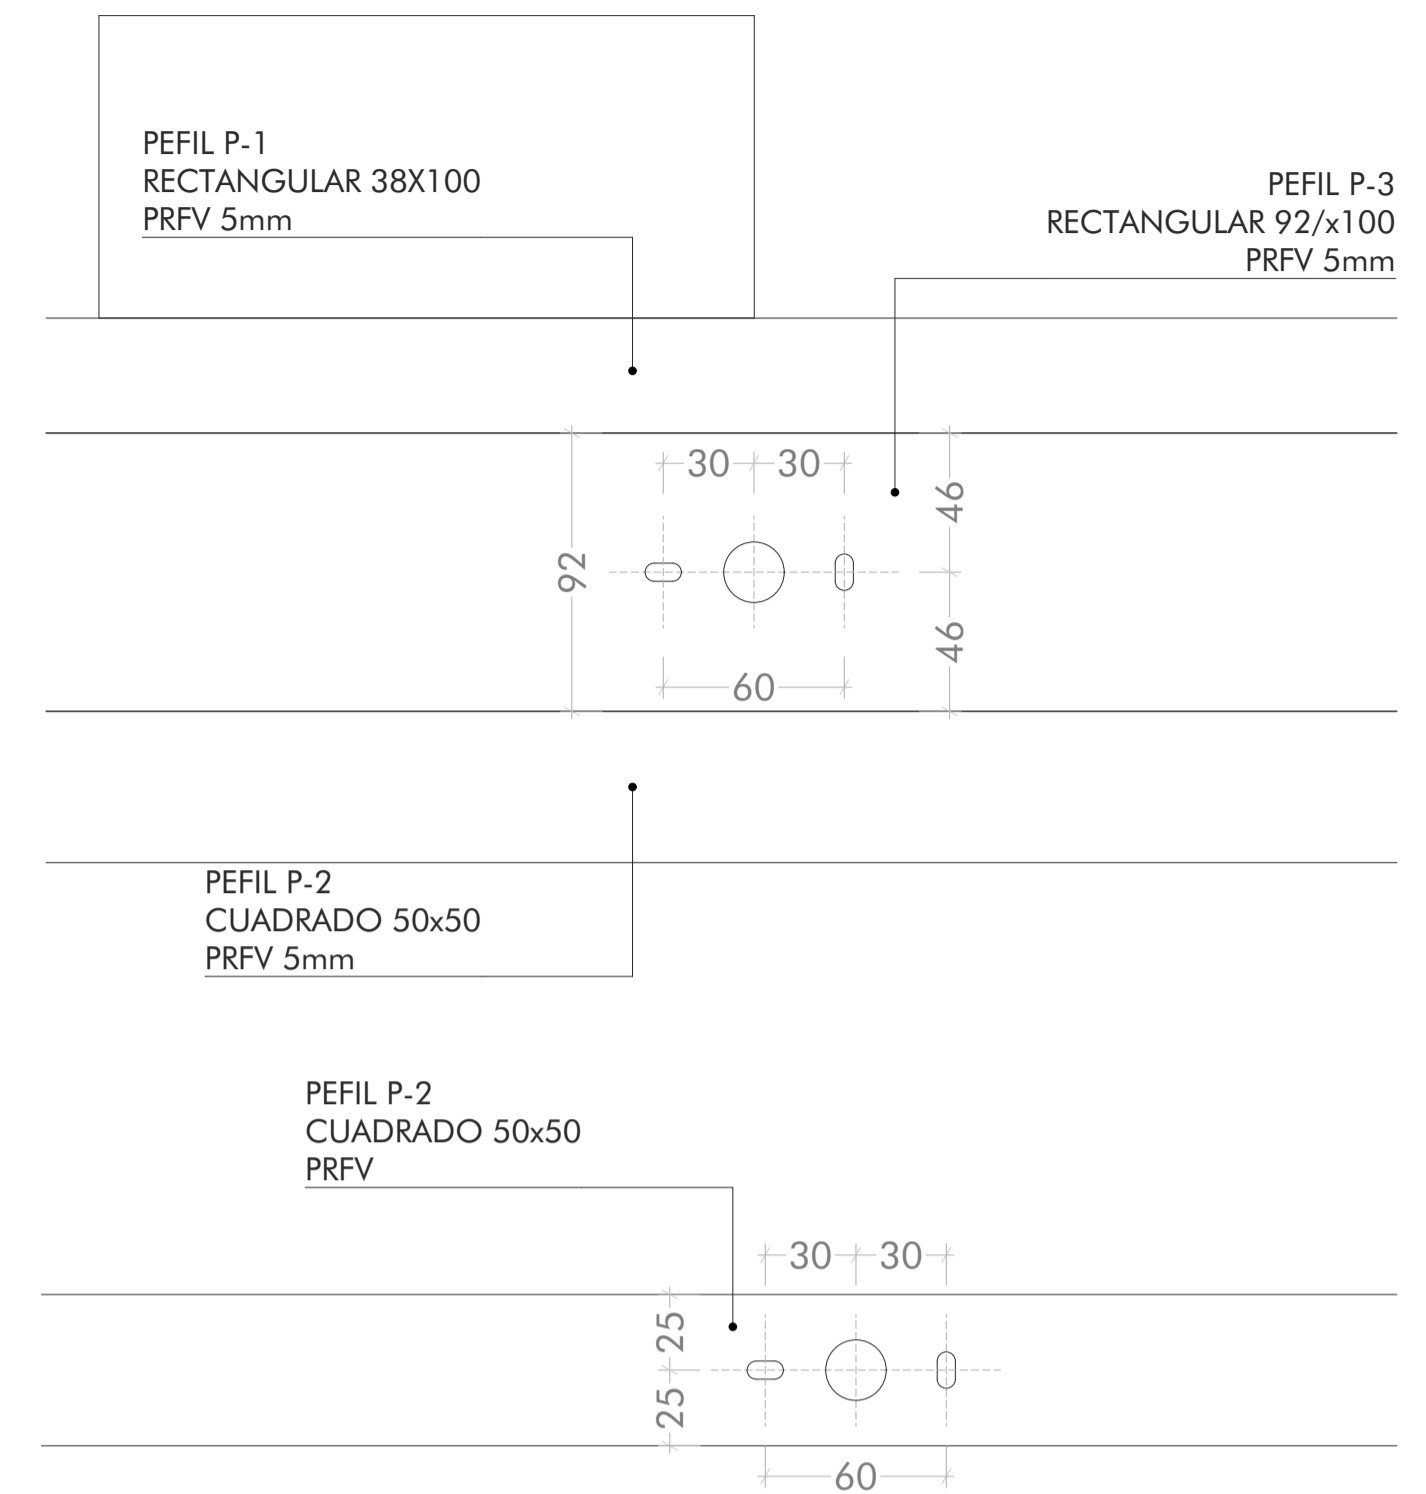 PEFIL P-1
RECTANGULAR 38X100
PRFV 5mm
PEFIL P-3
RECTANGULAR 92/x100
PRFV 5mm
30
30
46
92
46
60
PEFIL P-2
CUADRADO 50x50
PRFV 5mm
PEFIL P-2
CUADRADO 50x50
PRFV
30
30
25
25
60